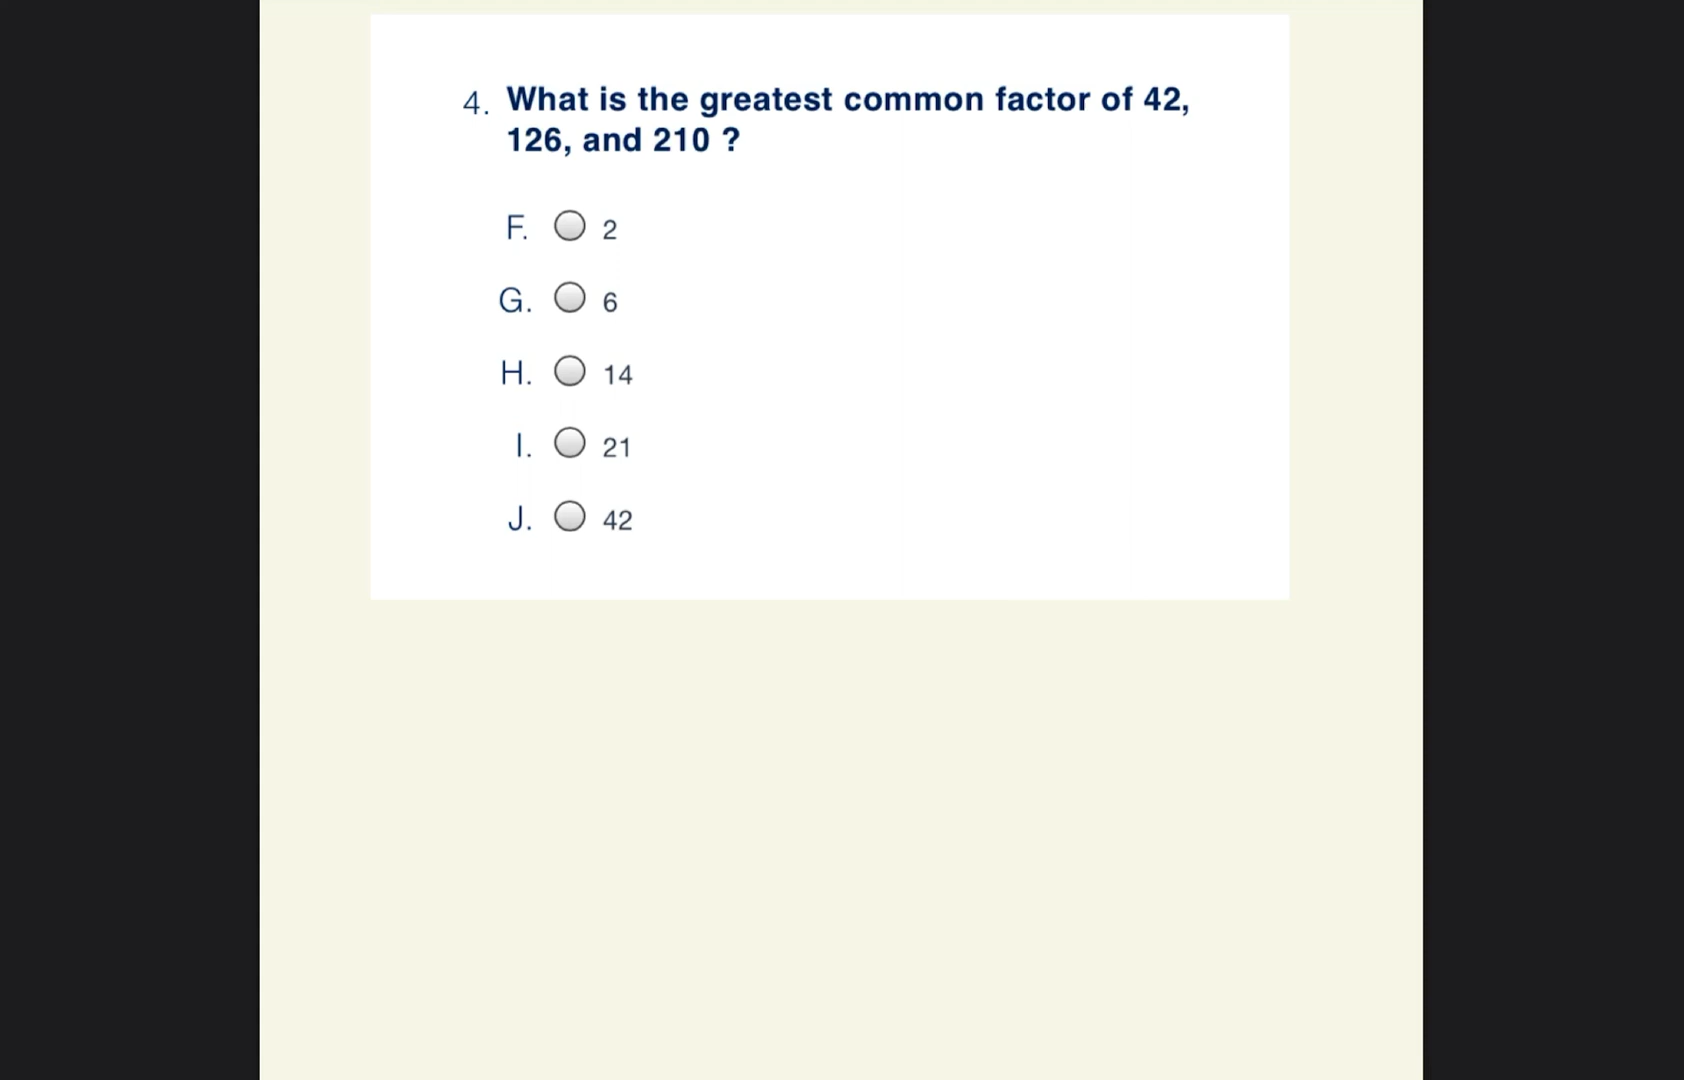 4. What is the greatest common factor of 42,
126, and 210 ?
F. 2
G. 6
H. 14
I. 21
J. 42